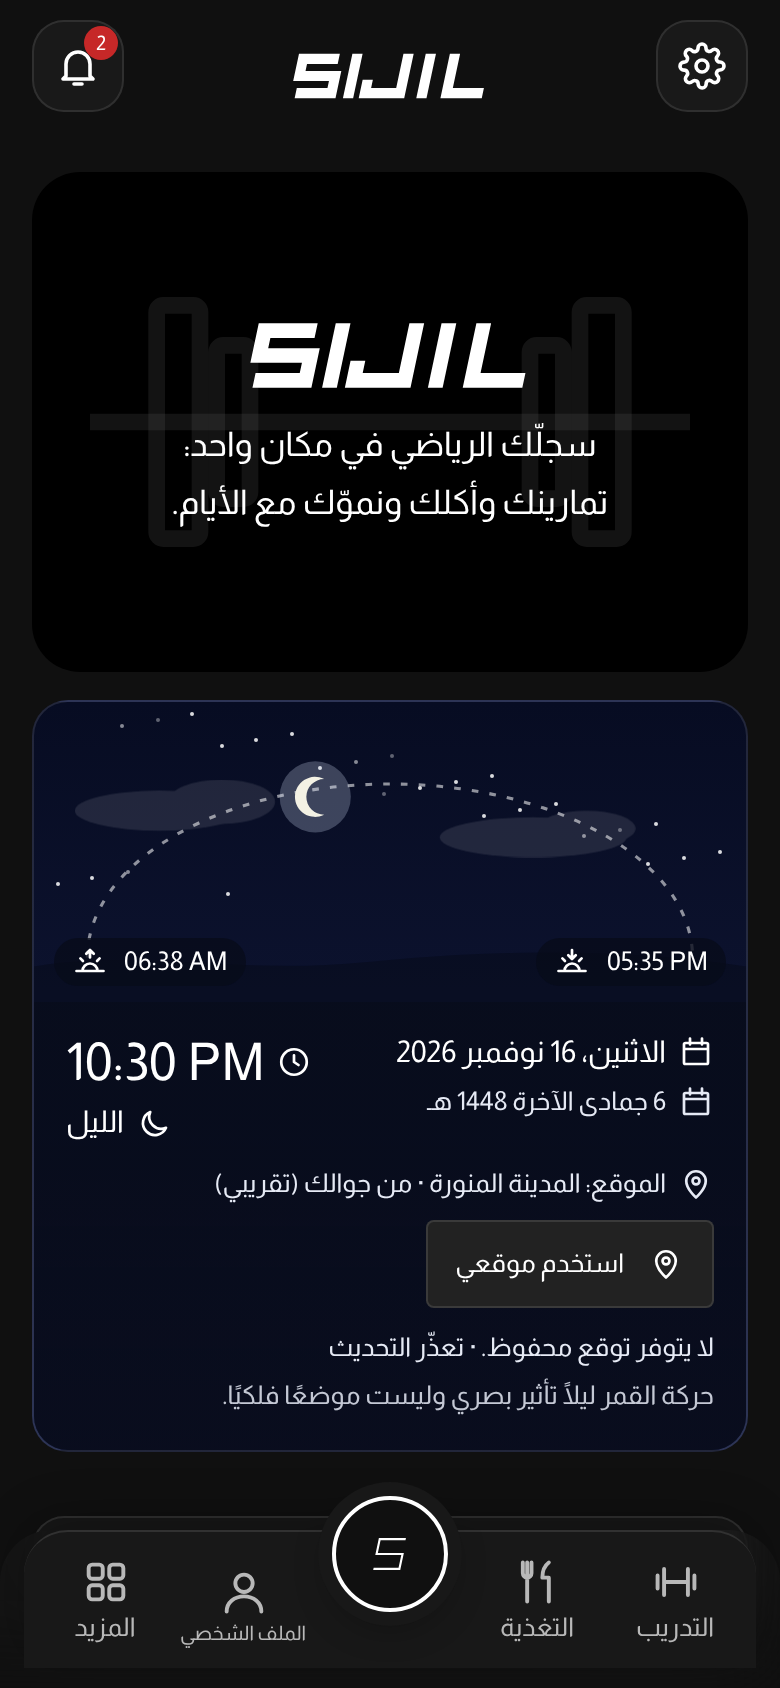 2
SIJIL
SIJIL
سجلّك الرياضي في مكان واحد:
تمارينك وأكلك ونموّك مع الأيام.
06:38 AM
05:35 PM
الاثنين، 16 نوفمبر 2026
10:30 PM
6 جمادى الآخرة 1448 هـ
الليل
الموقع: المدينة المنورة · من جوالك (تقريبي)
استخدم موقعي
لا يتوفر توقع محفوظ. · تعذّر التحديث
حركة القمر ليلًا تأثير بصري وليست موضعًا فلكيًا.
S
التدريب
التغذية
الملف الشخصي
المزيد